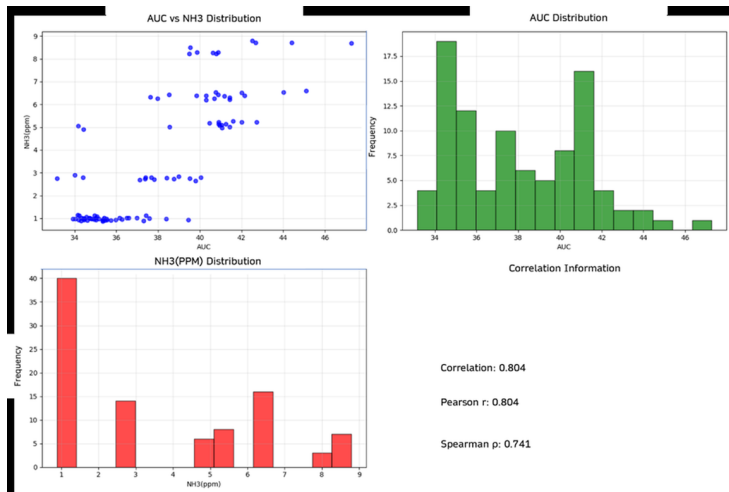 AUC vs NH3 Distribution
9
8
7
6
5
4
3
2
1
NH3(ppm)
34 36 38 40 42 44 46
AUC
AUC Distribution
17.5
15.0
12.5
10.0
7.5
5.0
2.5
0.0
Frequency
34 36 38 40 42 44 46
AUC
NH3(PPM) Distribution
40
35
30
25
20
15
10
5
0
Frequency
1 2 3 4 5 6 7 8 9
NH3(ppm)
Correlation Information
Correlation: 0.804
Pearson r: 0.804
Spearman ρ: 0.741